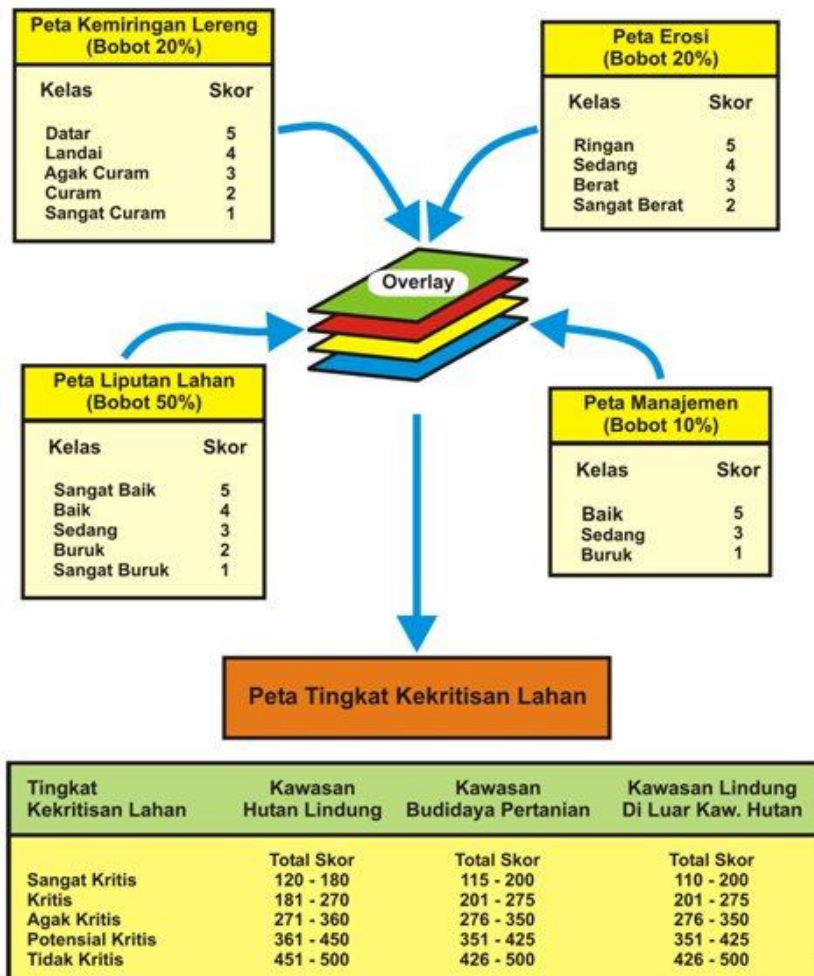 Peta Kemiringan Lereng
(Bobot 20%)
Kelas Skor
Datar 5
Landai 4
Agak Curam 3
Curam 2
Sangat Curam 1
Peta Erosi
(Bobot 20%)
Kelas Skor
Ringan 5
Sedang 4
Berat 3
Sangat Berat 2
Overlay
Peta Liputan Lahan
(Bobot 50%)
Kelas Skor
Sangat Baik 5
Baik 4
Sedang 3
Buruk 2
Sangat Buruk 1
Peta Manajemen
(Bobot 10%)
Kelas Skor
Baik 5
Sedang 3
Buruk 1
Peta Tingkat Kekritisan Lahan
Tingkat Kawasan Kawasan Kawasan Lindung
Kekritisan Lahan Hutan Lindung Budidaya Pertanian Di Luar Kaw. Hutan
Total Skor Total Skor Total Skor
Sangat Kritis 120 - 180 115 - 200 110 - 200
Kritis 181 - 270 201 - 275 201 - 275
Agak Kritis 271 - 360 276 - 350 276 - 350
Potensial Kritis 361 - 450 351 - 425 351 - 425
Tidak Kritis 451 - 500 426 - 500 426 - 500